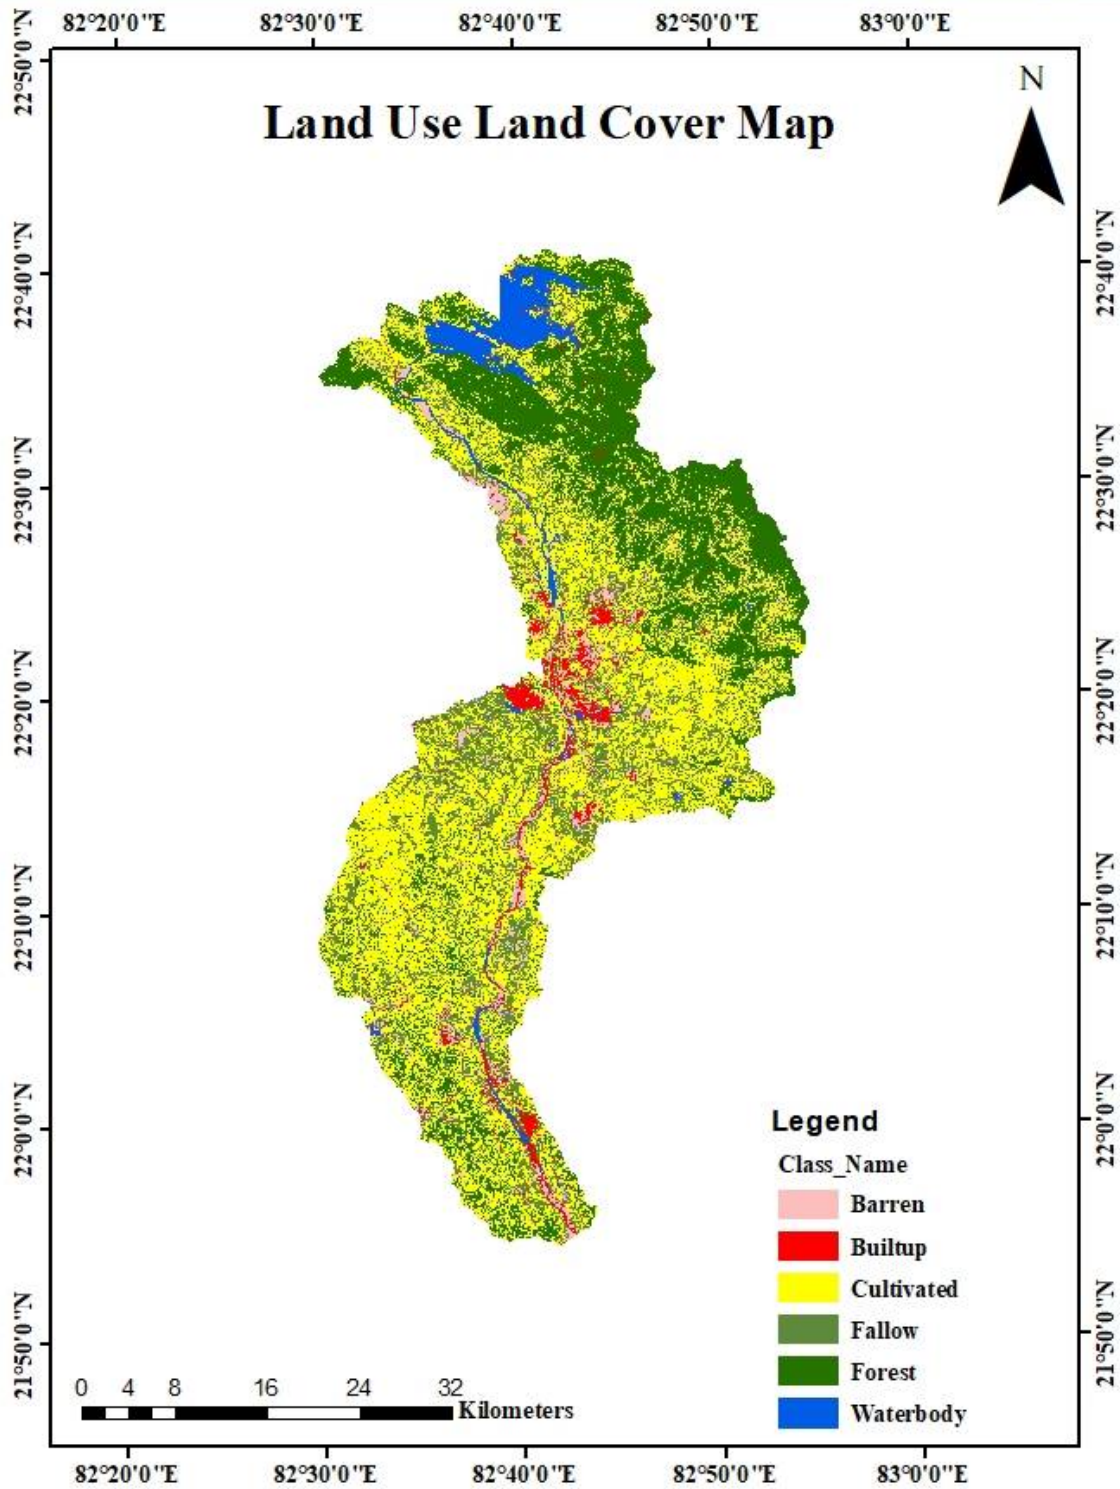 82°20'0"E 82°30'0"E 82°40'0"E 82°50'0"E 83°0'0"E
22°50'0"N
N
Land Use Land Cover Map
22°40'0"N 22°40'0"N
22°30'0"N 22°30'0"N
22°20'0"N 22°20'0"N
22°10'0"N 22°10'0"N
22°0'0"N 22°0'0"N
21°50'0"N 21°50'0"N
Legend
Class_Name
Barren
Builtup
Cultivated
Fallow
Forest
Waterbody
0 4 8 16 24 32
Kilometers
82°20'0"E 82°30'0"E 82°40'0"E 82°50'0"E 83°0'0"E